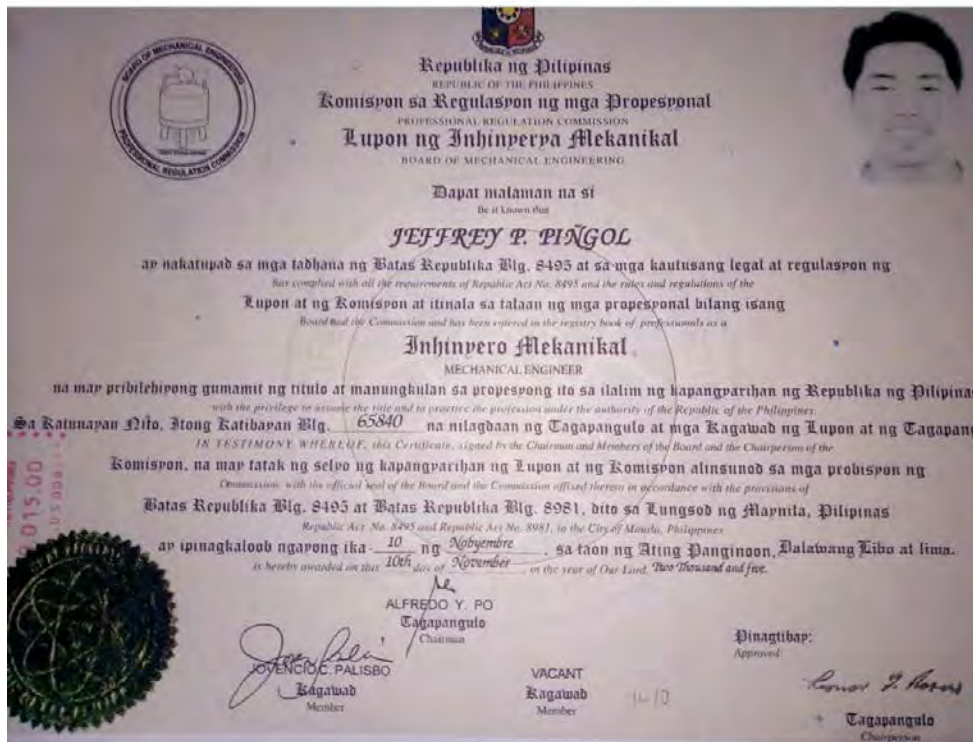 BOARD OF MECHANICAL ENGINEERING
PROFESSIONAL REGULATION COMMISSION
Republika ng Pilipinas
REPUBLIC OF THE PHILIPPINES
Komisyon sa Regulasyon ng mga Propesyonal
PROFESSIONAL REGULATION COMMISSION
Lupon ng Inhinyerya Mekanikal
BOARD OF MECHANICAL ENGINEERING
Dapat malaman na si
Be it known that
JEFFREY P. PIÑGOL
ay nakatupad sa mga tadhana ng Batas Republika Blg. 8495 at sa mga kautusang legal at regulasyon ng
has complied with all the requirements of Republic Act No. 8495 and the rules and regulations of the
Lupon at ng Komisyon at itinala sa talaan ng mga propesyonal bilang isang
Board and the Commission and has been entered in the registry book of professionals as a
Inhinyero Mekanikal
MECHANICAL ENGINEER
na may pribilehiyong gumamit ng titulo at manungkulan sa propesyong ito sa ilalim ng kapangyarihan ng Republika ng Pilipinas
with the privilege to assume the title and to practice the profession under the authority of the Republic of the Philippines
Sa Katunayan Nito, Itong Katibayan Blg. 65840 na nilagdaan ng Tagapangulo at mga Kagawad ng Lupon at ng Tagapang
IN TESTIMONY WHEREOF, this Certificate, signed by the Chairman and Members of the Board and the Chairperson of the
Komisyon, na may tatak ng selyo ng kapangyarihan ng Lupon at ng Komisyon alinsunod sa mga probisyon ng
Commission, with the official seal of the Board and the Commission affixed thereto in accordance with the provisions of
Batas Republika Blg. 8495 at Batas Republika Blg. 8981, dito sa Lungsod ng Maynila, Pilipinas
Republic Act No. 8495 and Republic Act No. 8981, in the City of Manila, Philippines
ay ipinagkaloob ngayong ika 10 ng Nobyembre, sa taon ng Ating Panginoon, Dalawang Libo at lima.
is hereby awarded on this 10th day of November, in the year of Our Lord, Two Thousand and five.
ALFREDO Y. PO
Tagapangulo
Chairman
JOVENCIO C. PALISBO
Kagawad
Member
VACANT
Kagawad
Member
Pinagtibay:
Approved:
Tagapangulo
Chairperson